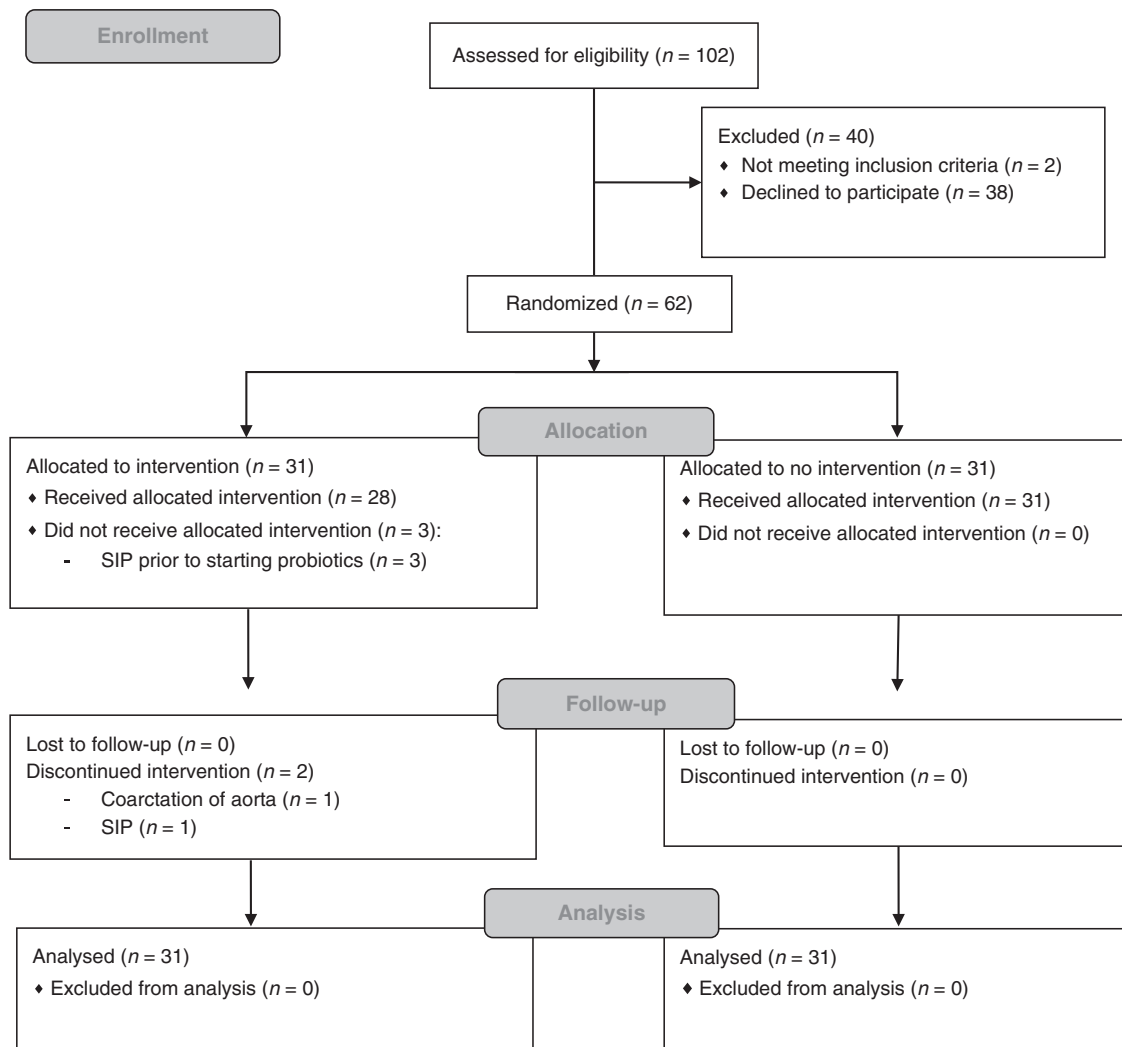 Enrollment
Assessed for eligibility (n = 102)
Excluded (n = 40)
♦ Not meeting inclusion criteria (n = 2)
♦ Declined to participate (n = 38)
Randomized (n = 62)
Allocation
Allocated to intervention (n = 31)
♦ Received allocated intervention (n = 28)
♦ Did not receive allocated intervention (n = 3):
- SIP prior to starting probiotics (n = 3)
Allocated to no intervention (n = 31)
♦ Received allocated intervention (n = 31)
♦ Did not receive allocated intervention (n = 0)
Follow-up
Lost to follow-up (n = 0)
Discontinued intervention (n = 2)
- Coarctation of aorta (n = 1)
- SIP (n = 1)
Lost to follow-up (n = 0)
Discontinued intervention (n = 0)
Analysis
Analysed (n = 31)
♦ Excluded from analysis (n = 0)
Analysed (n = 31)
♦ Excluded from analysis (n = 0)